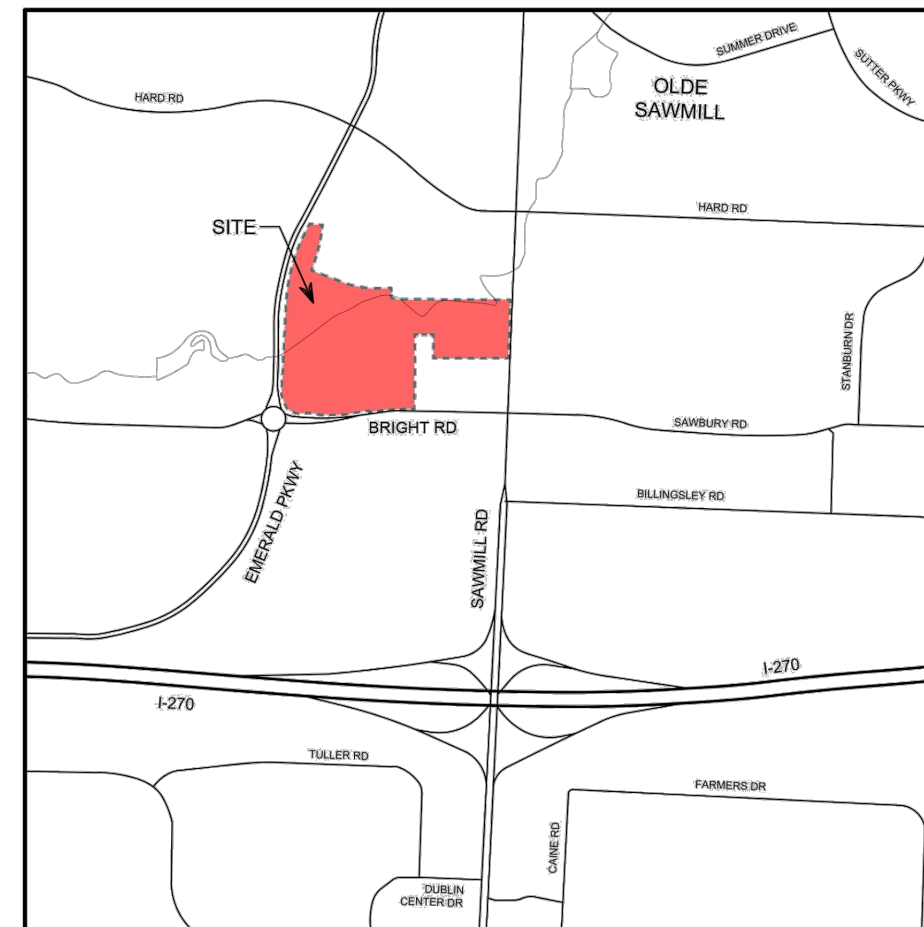 SUMMER DRIVE
SUTTER PKWY
OLDE
SAWMILL
HARD RD
HARD RD
SITE
STANBURN DR
BRIGHT RD
SAWBURY RD
BILLINGSLEY RD
EMERALD PKWY
SAWMILL RD
I-270
I-270
TULLER RD
FARMERS DR
CAINE RD
DUBLIN
CENTER DR